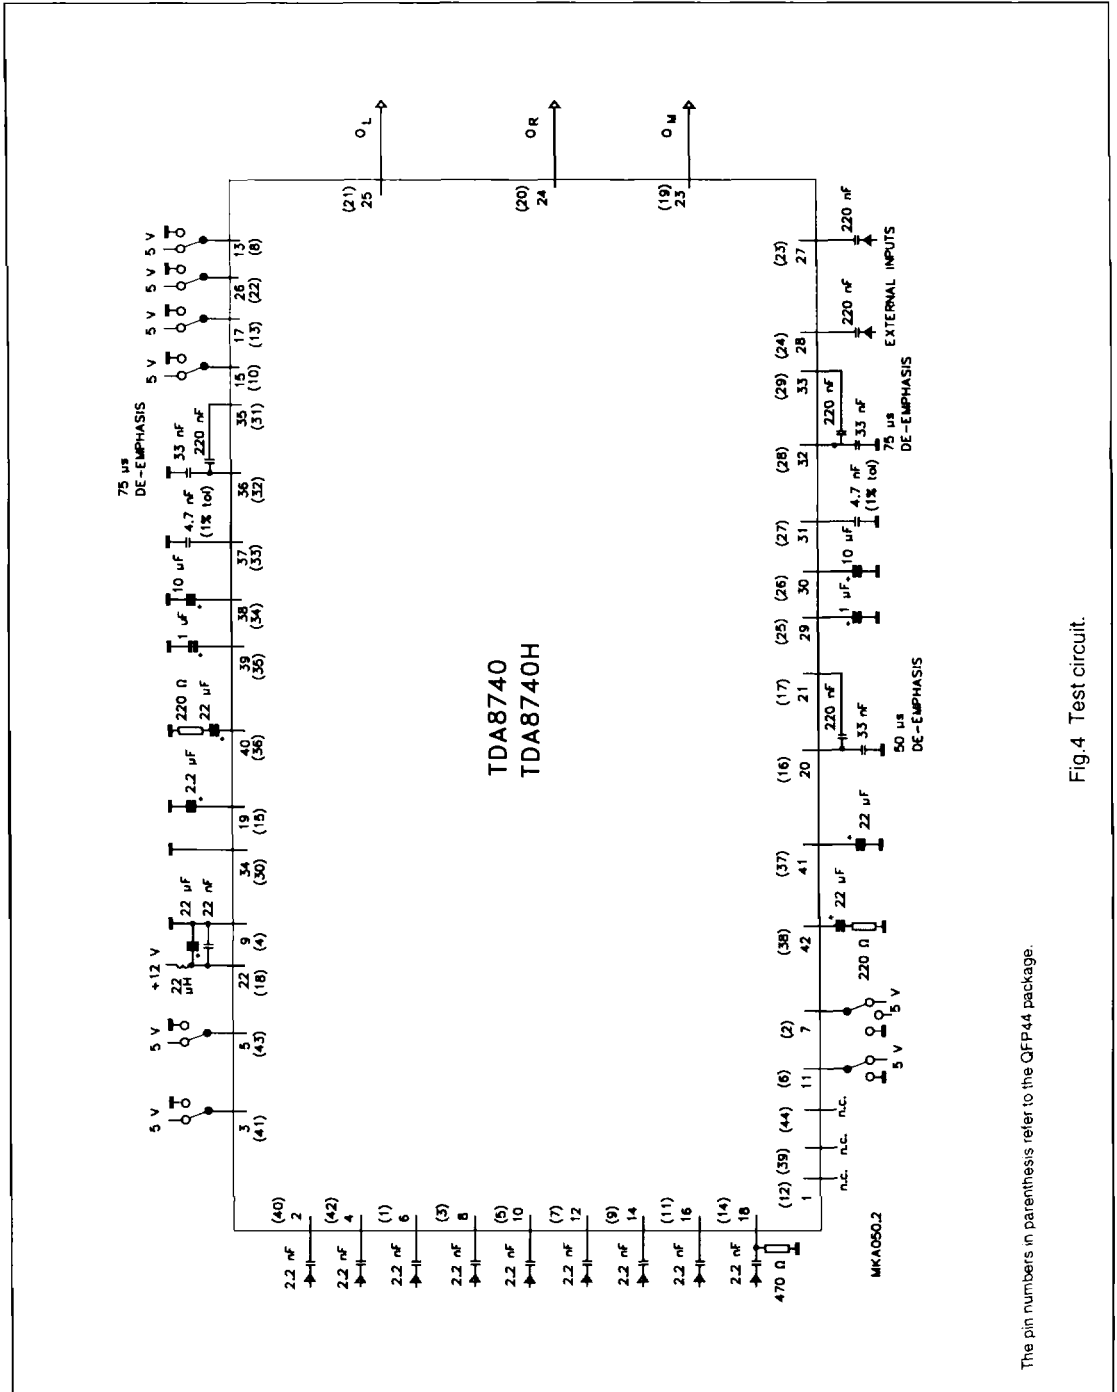 O L
(21)
25
O R
(20)
24
O M
(19)
23
5 V
13
(8)
5 V
26
(22)
5 V
17
(13)
5 V
15
(10)
75 µs
DE-EMPHASIS
35
(31)
220 nF
33 nF
36
(32)
4.7 nF
(1% tol)
37
(33)
10 µF
+
38
(34)
1 µF
+
39
(35)
220 Ω
22 µF
+
40
(36)
2.2 µF
+
19
(15)
34
(30)
22 µF
22 nF
+
9
(4)
+12 V
22
µH
22
(18)
5 V
5
(43)
5 V
3
(41)
TDA8740
TDA8740H
(23)
27
220 nF
EXTERNAL INPUTS
(24)
28
220 nF
(29)
33
220 nF
(28)
32
33 nF
75 µs
DE-EMPHASIS
(27)
31
4.7 nF
(1% tol)
(26)
30
10 µF
+
(25)
29
1 µF
+
(17)
21
220 nF
(16)
20
33 nF
50 µs
DE-EMPHASIS
(37)
41
22 µF
+
(38)
42
22 µF
+
220 Ω
(2)
7
5 V
(6)
11
5 V
(44)
n.c.
(39)
n.c.
(12)
1
n.c.
(40)
2
2.2 nF
(42)
4
2.2 nF
(1)
6
2.2 nF
(3)
8
2.2 nF
(5)
10
2.2 nF
(7)
12
2.2 nF
(9)
14
2.2 nF
(11)
16
2.2 nF
(14)
18
2.2 nF
470 Ω
MKA050.2
The pin numbers in parenthesis refer to the QFP44 package.
Fig.4 Test circuit.